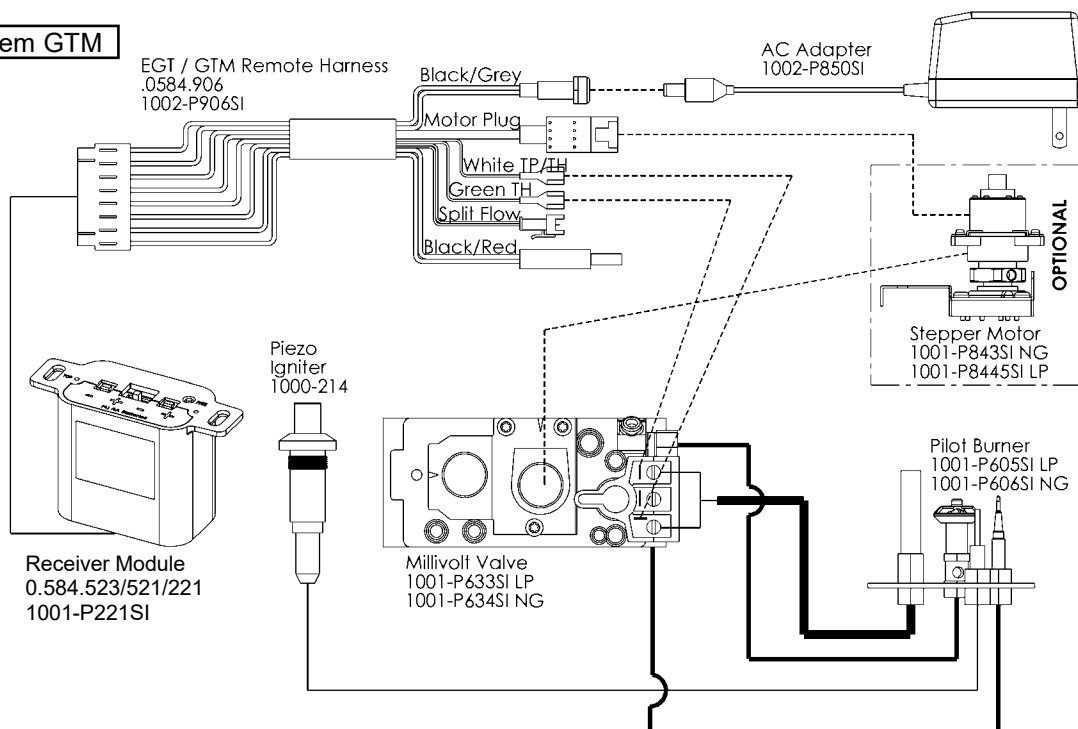 em GTM
EGT / GTM Remote Harness
.0584.906
1002-P906SI
Black/Grey
Motor Plug
White TP/TH
Green TH
Split Flow
Black/Red
AC Adapter
1002-P850SI
OPTIONAL
Stepper Motor
1001-P843SI NG
1001-P8445SI LP
Piezo
Igniter
1000-214
Receiver Module
0.584.523/521/221
1001-P221SI
Millivolt Valve
1001-P633SI LP
1001-P634SI NG
Pilot Burner
1001-P605SI LP
1001-P606SI NG